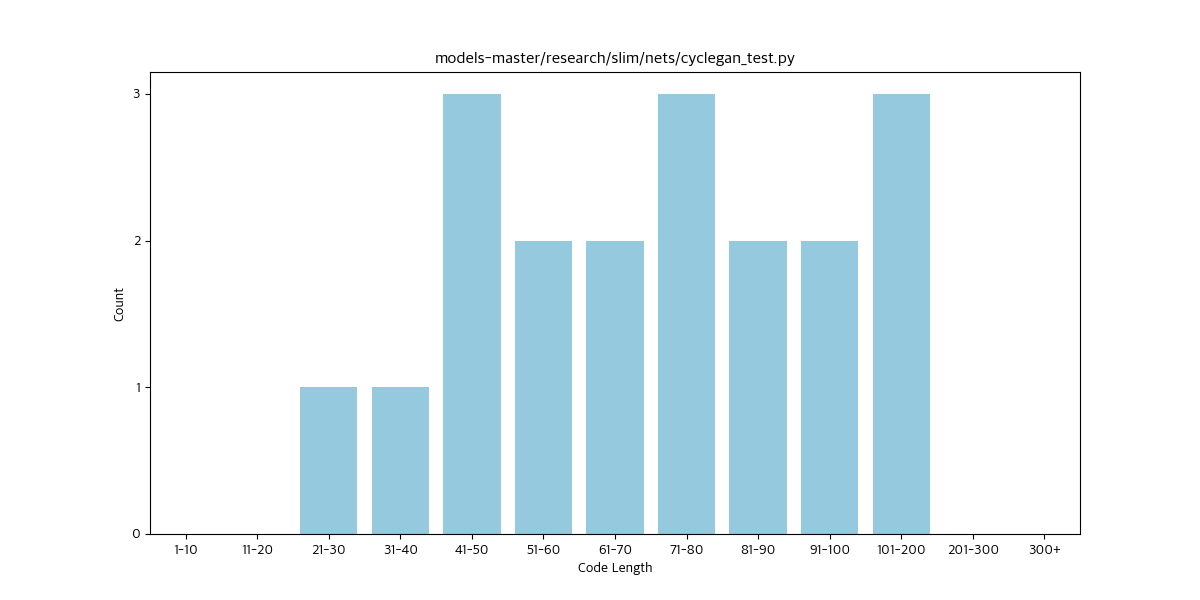 models-master/research/slim/nets/cyclegan_test.py
3
2
1
0
Count
1-10 11-20 21-30 31-40 41-50 51-60 61-70 71-80 81-90 91-100 101-200 201-300 300+
Code Length